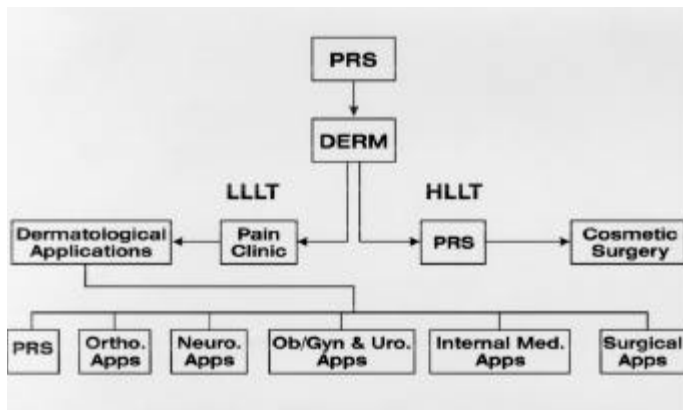 PRS
DERM
LLLT
HLLT
Dermatological
Applications
Pain
Clinic
PRS
Cosmetic
Surgery
PRS
Ortho.
Apps
Neuro.
Apps
Ob/Gyn & Uro.
Apps
Internal Med.
Apps
Surgical
Apps